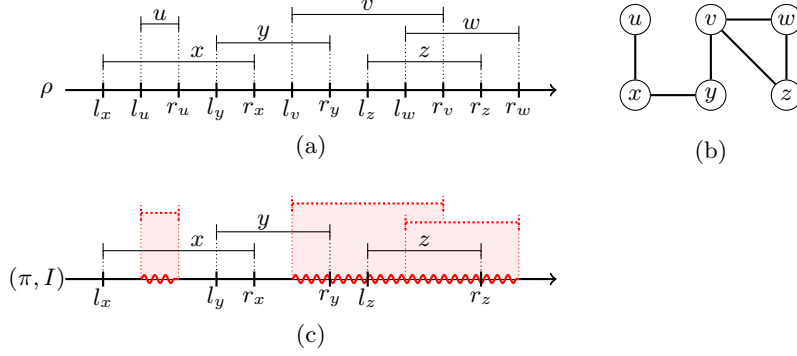 u
v
x
y
z
w
ρ
l_x l_u r_u l_y r_x l_v r_y l_z l_w r_v r_z r_w
(a)
u v w
x y z
(b)
x
y
z
(π, I)
l_x l_y r_x r_y l_z r_z
(c)